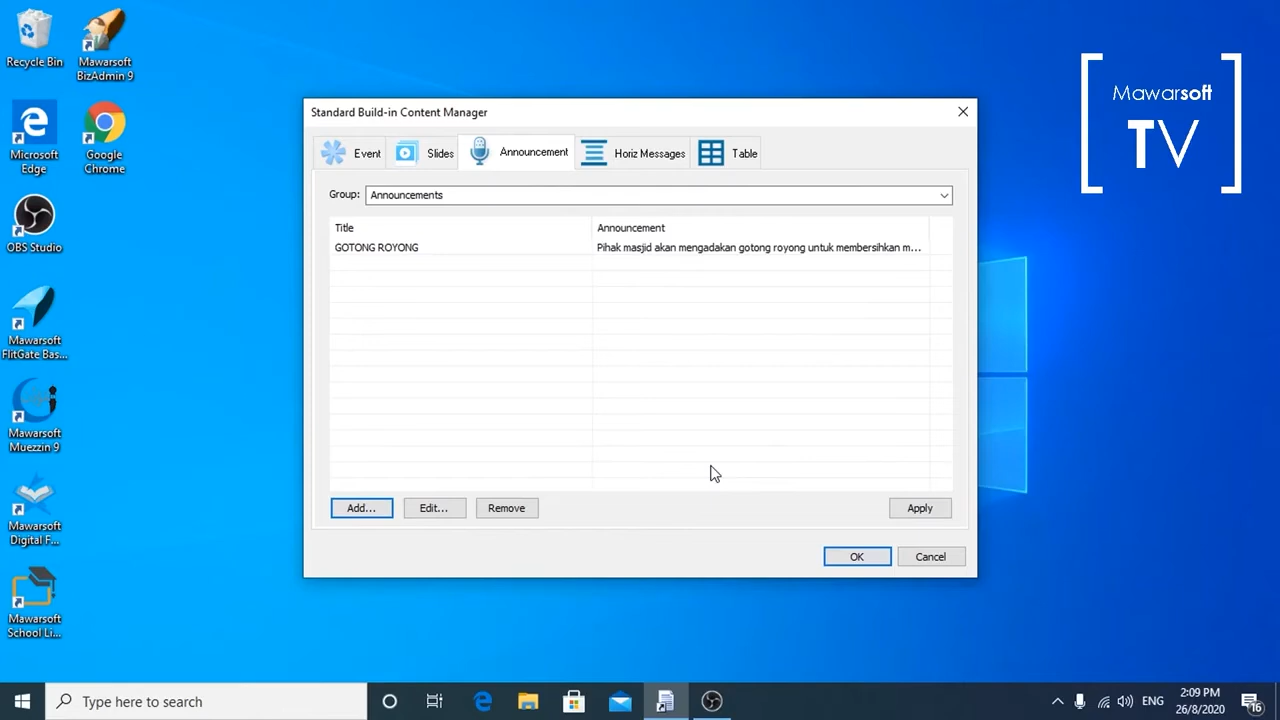 Recycle Bin
Mawarsoft
BizAdmin 9
Microsoft
Edge
Google
Chrome
OBS Studio
Mawarsoft
FlitGate Bas...
Mawarsoft
Muezzin 9
Mawarsoft
Digital F...
Mawarsoft
School Li...
Mawarsoft
TV
Standard Build-in Content Manager
Event
Slides
Announcement
Horiz Messages
Table
Group:
Announcements
Title
Announcement
GOTONG ROYONG
Pihak masjid akan mengadakan gotong royong untuk membersihkan m...
Add...
Edit...
Remove
Apply
OK
Cancel
Type here to search
ENG
2:09 PM
26/8/2020
16